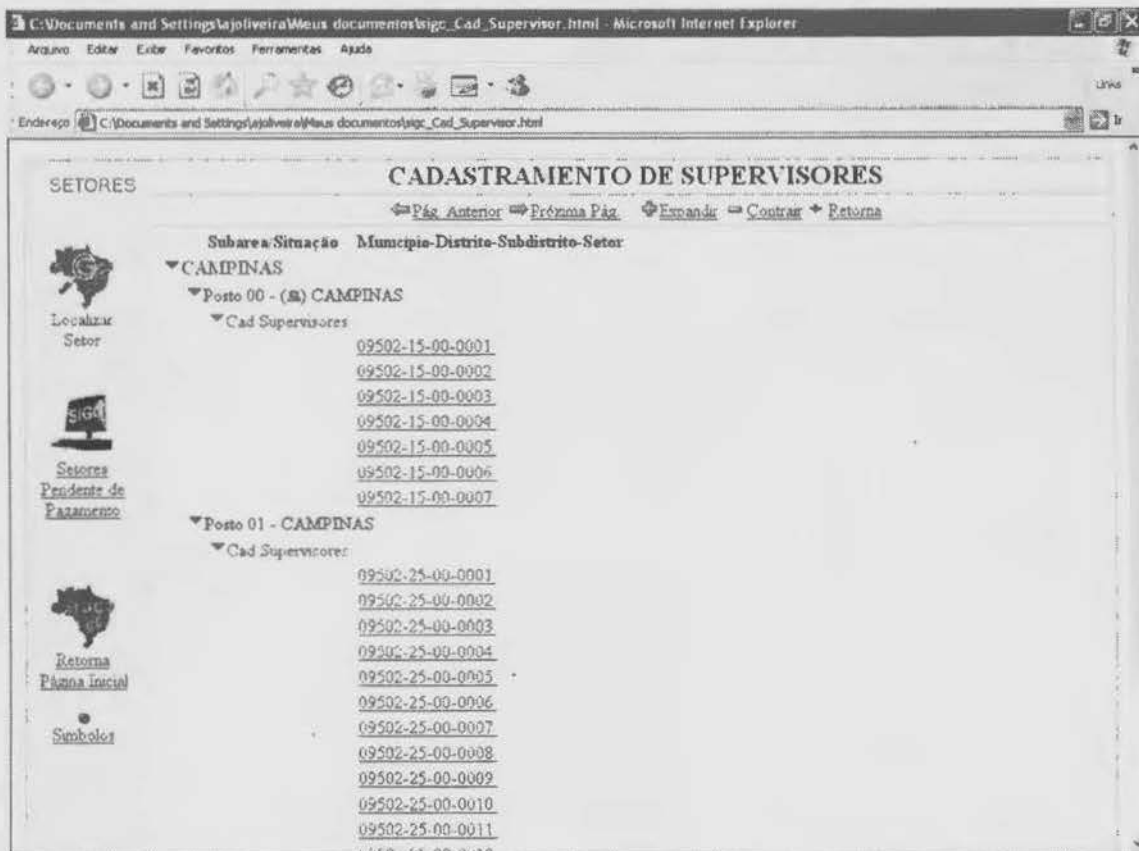 C:\Documents and Settings\ajoliveira\Meus documentos\sigc_Cad_Supervisor.html - Microsoft Internet Explorer
Arquivo Editar Exibir Favoritos Ferramentas Ajuda
Links
Endereço C:\Documents and Settings\ajoliveira\Meus documentos\sigc_Cad_Supervisor.html Ir
SETORES
CADASTRAMENTO DE SUPERVISORES
Pág. Anterior Próxima Pág. Expandir Contrair Retorna
Subarea/Situação Município-Distrito-Subdistrito-Setor
CAMPINAS
Posto 00 - ( ) CAMPINAS
Cad Supervisores
09502-15-00-0001
09502-15-00-0002
09502-15-00-0003
09502-15-00-0004
09502-15-00-0005
09502-15-00-0006
09502-15-00-0007
Posto 01 - CAMPINAS
Cad Supervisores
09502-25-00-0001
09502-25-00-0002
09502-25-00-0003
09502-25-00-0004
09502-25-00-0005
09502-25-00-0006
09502-25-00-0007
09502-25-00-0008
09502-25-00-0009
09502-25-00-0010
09502-25-00-0011
Localizar
Setor
SIGC
Setores
Pendente de
Pagamento
Retorna
Página Inicial
Símbolos